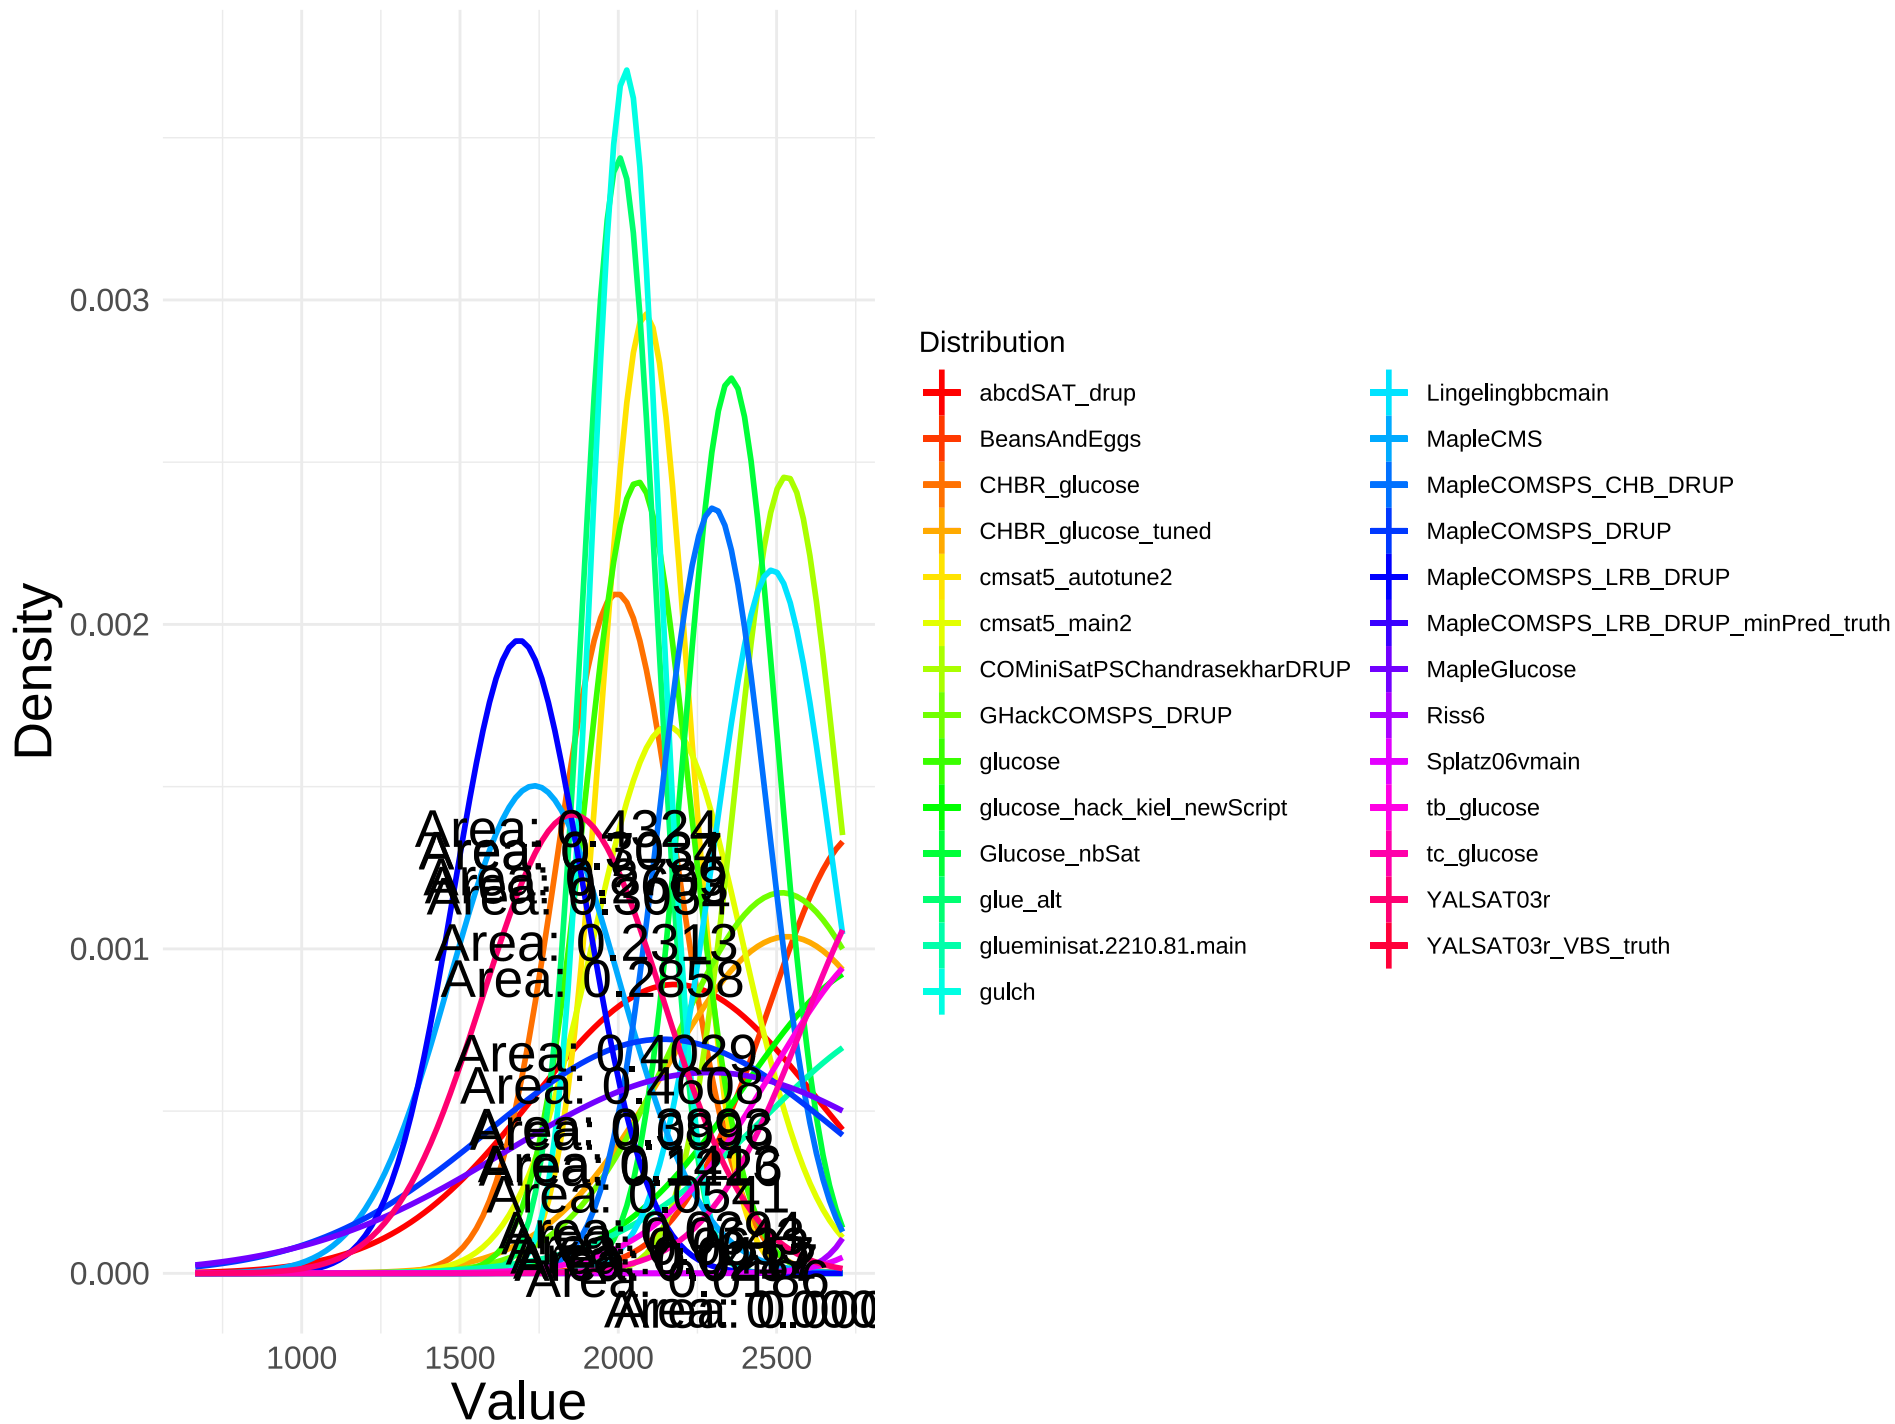 0.003
0.002
0.001
0.000
Density
1000 1500 2000 2500
Value
Area: 0.4324
Area: 0.2313
Area: 0.2858
Area: 0.4029
Area: 0.4608
Area: 0.0541
Area: 0.0186
Distribution
abcdSAT_drup
BeansAndEggs
CHBR_glucose
CHBR_glucose_tuned
cmsat5_autotune2
cmsat5_main2
COMiniSatPSChandrasekharDRUP
GHackCOMSPS_DRUP
glucose
glucose_hack_kiel_newScript
Glucose_nbSat
glue_alt
glueminisat.2210.81.main
gulch
Lingelingbbcmain
MapleCMS
MapleCOMSPS_CHB_DRUP
MapleCOMSPS_DRUP
MapleCOMSPS_LRB_DRUP
MapleCOMSPS_LRB_DRUP_minPred_truth
MapleGlucose
Riss6
Splatz06vmain
tb_glucose
tc_glucose
YALSAT03r
YALSAT03r_VBS_truth